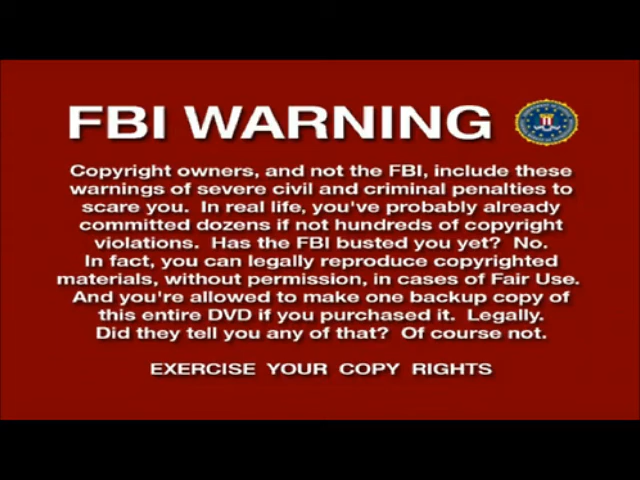 FBI WARNING
Copyright owners, and not the FBI, include these
warnings of severe civil and criminal penalties to
scare you.  In real life, you've probably already
committed dozens if not hundreds of copyright
violations.  Has the FBI busted you yet?  No.
In fact, you can legally reproduce copyrighted
materials, without permission, in cases of Fair Use.
And you're allowed to make one backup copy of
this entire DVD if you purchased it.  Legally.
Did they tell you any of that?  Of course not.
EXERCISE YOUR COPY RIGHTS